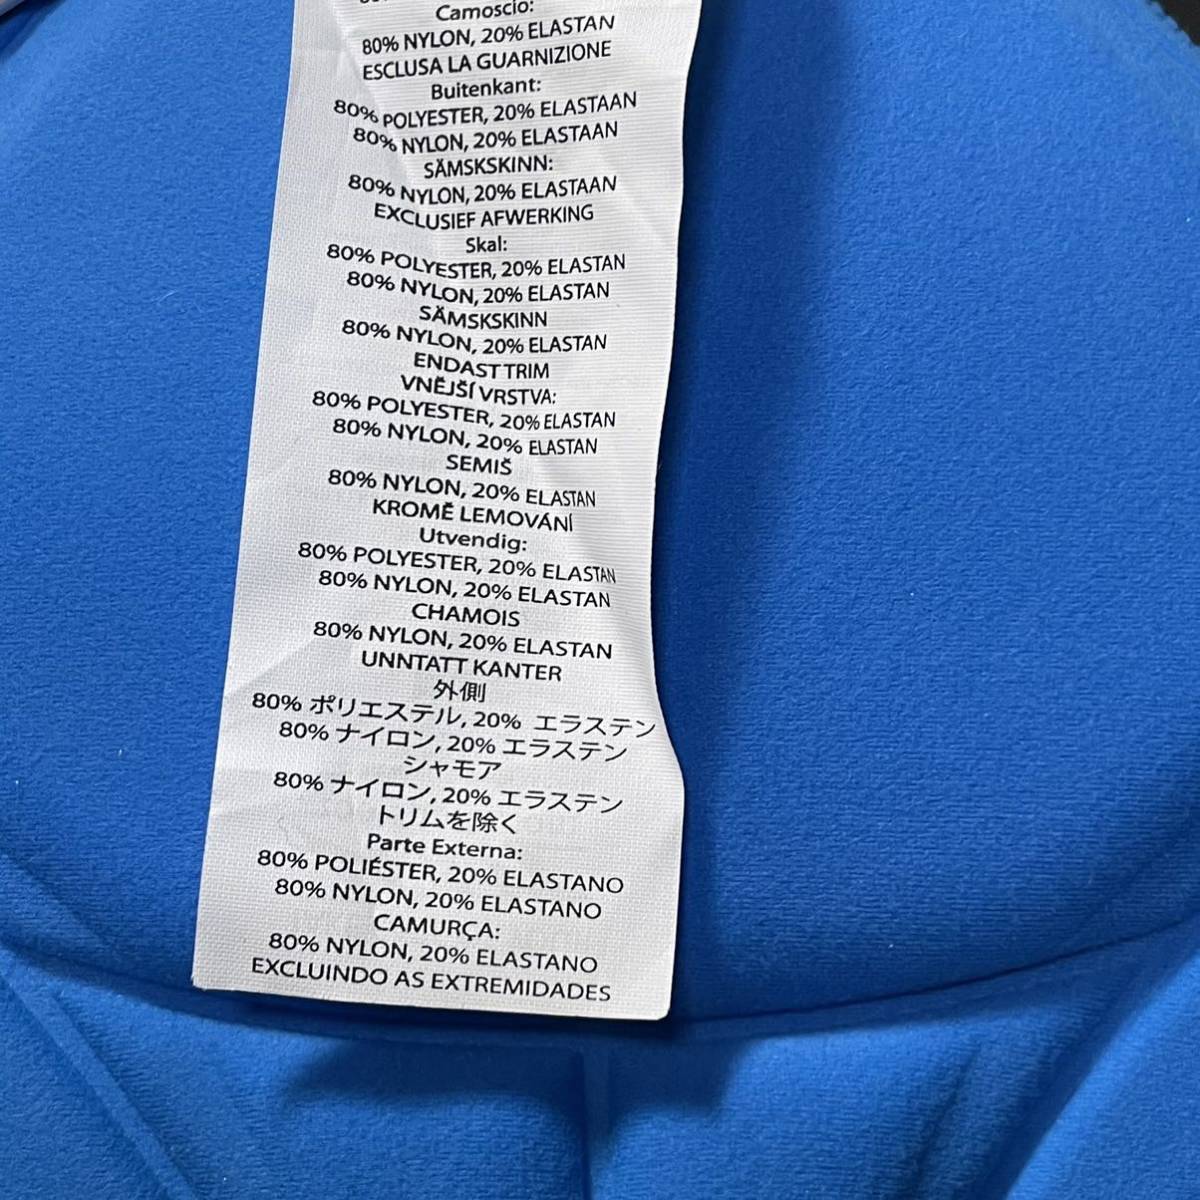 Camoscio:
80% NYLON, 20% ELASTAN
ESCLUSA LA GUARNIZIONE
Buitenkant:
80% POLYESTER, 20% ELASTAAN
80% NYLON, 20% ELASTAAN
SÄMSKSKINN:
80% NYLON, 20% ELASTAAN
EXCLUSIEF AFWERKING
Skal:
80% POLYESTER, 20% ELASTAN
80% NYLON, 20% ELASTAN
SÄMSKSKINN
80% NYLON, 20% ELASTAN
ENDAST TRIM
VNĚJŠÍ VRSTVA:
80% POLYESTER, 20% ELASTAN
80% NYLON, 20% ELASTAN
SEMIŠ
80% NYLON, 20% ELASTAN
KROMĚ LEMOVÁNÍ
Utvendig:
80% POLYESTER, 20% ELASTAN
80% NYLON, 20% ELASTAN
CHAMOIS
80% NYLON, 20% ELASTAN
UNNTATT KANTER
外側
80% ポリエステル, 20% エラステン
80% ナイロン, 20% エラステン
シャモア
80% ナイロン, 20% エラステン
トリムを除く
Parte Externa:
80% POLIÉSTER, 20% ELASTANO
80% NYLON, 20% ELASTANO
CAMURÇA:
80% NYLON, 20% ELASTANO
EXCLUINDO AS EXTREMIDADES